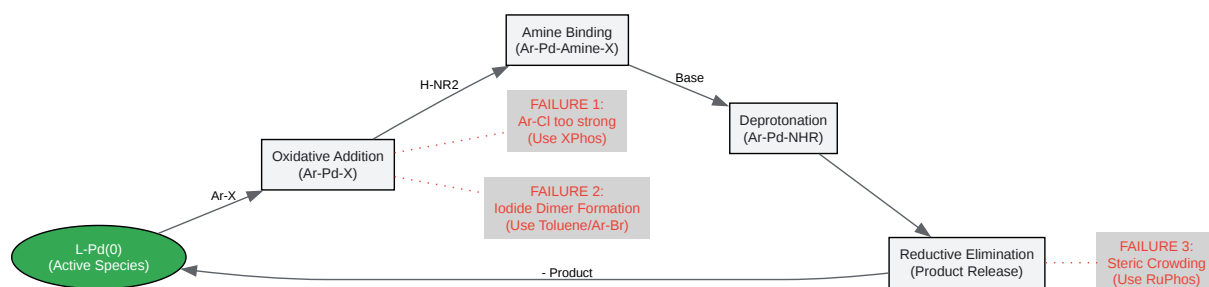 Amine Binding
(Ar-Pd-Amine-X)
Base
H-NR2
FAILURE 1:
Ar-Cl too strong
(Use XPhos)
Deprotonation
(Ar-Pd-NHR)
Oxidative Addition
(Ar-Pd-X)
Ar-X
FAILURE 2:
Iodide Dimer Formation
(Use Toluene/Ar-Br)
L-Pd(0)
(Active Species)
- Product
Reductive Elimination
(Product Release)
FAILURE 3:
Steric Crowding
(Use RuPhos)